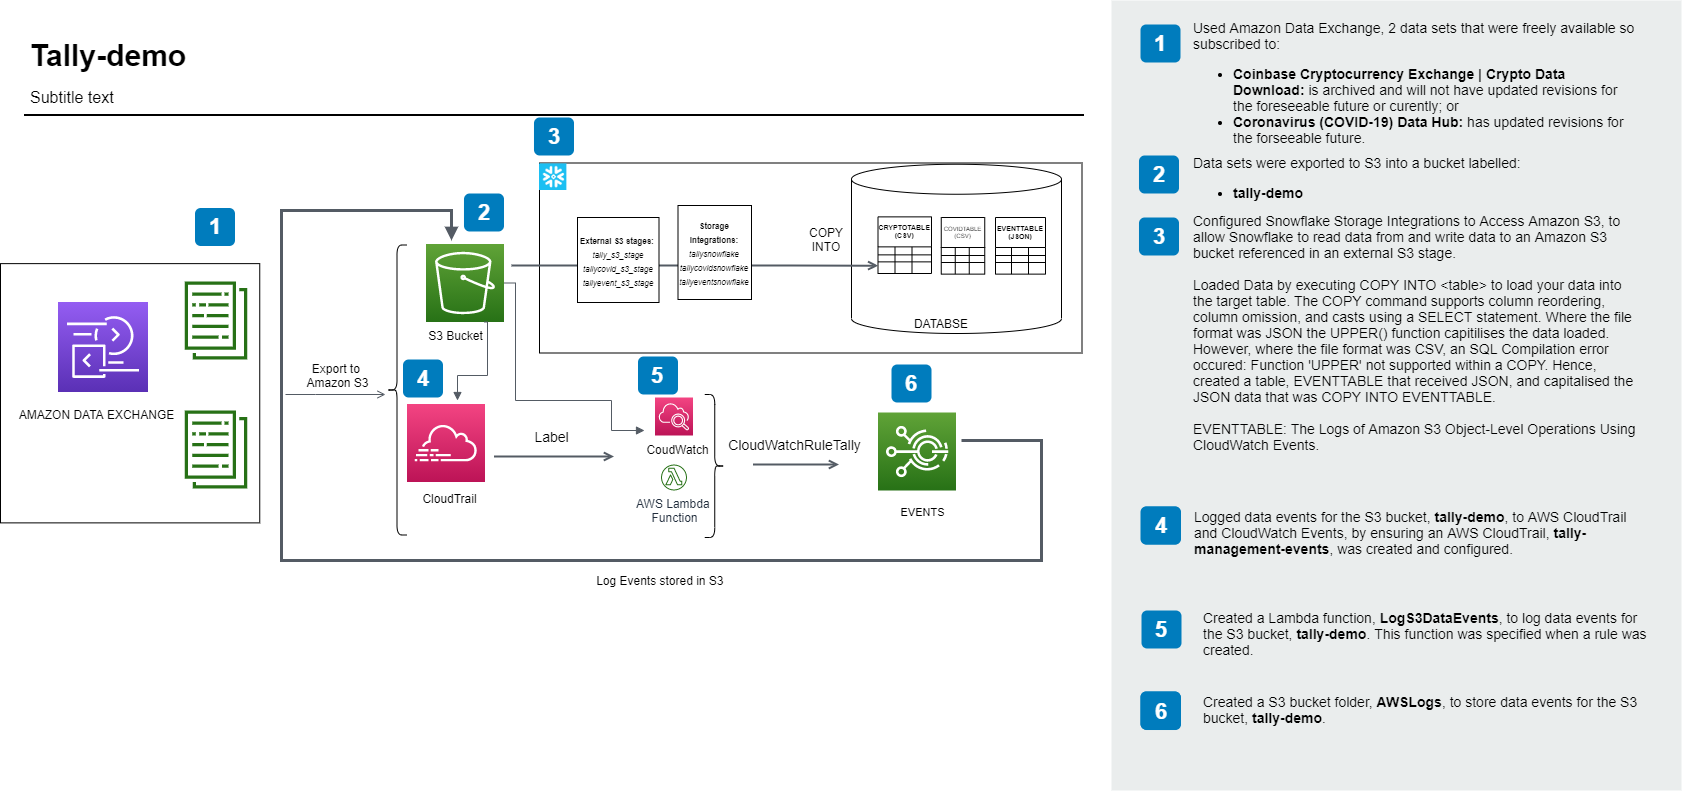 Tally-demo
Subtitle text
1
AMAZON DATA EXCHANGE
Export to
Amazon S3
2
S3 Bucket
3
External S3 stages:
tally_s3_stage
tallycovid_s3_stage
tallyevent_s3_stage
Storage
Integrations:
tallysnowflake
tallycovidsnowflake
tallyeventsnowflake
COPY
INTO
CRYPTOTABLE
(CSV)
COVIDTABLE
(CSV)
EVENTTABLE
(JSON)
DATABSE
4
CloudTrail
Label
5
CoudWatch
AWS Lambda
Function
CloudWatchRuleTally
6
EVENTS
Log Events stored in S3
1
Used Amazon Data Exchange, 2 data sets that were freely available so
subscribed to:
• Coinbase Cryptocurrency Exchange | Crypto Data
Download: is archived and will not have updated revisions for
the foreseeable future or curently; or
• Coronavirus (COVID-19) Data Hub: has updated revisions for
the forseeable future.
2
Data sets were exported to S3 into a bucket labelled:
• tally-demo
3
Configured Snowflake Storage Integrations to Access Amazon S3, to
allow Snowflake to read data from and write data to an Amazon S3
bucket referenced in an external S3 stage.
Loaded Data by executing COPY INTO <table> to load your data into
the target table. The COPY command supports column reordering,
column omission, and casts using a SELECT statement. Where the file
format was JSON the UPPER() function capitilises the data loaded.
However, where the file format was CSV, an SQL Compilation error
occured: Function 'UPPER' not supported within a COPY. Hence,
created a table, EVENTTABLE that received JSON, and capitalised the
JSON data that was COPY INTO EVENTTABLE.
EVENTTABLE: The Logs of Amazon S3 Object-Level Operations Using
CloudWatch Events.
4
Logged data events for the S3 bucket, tally-demo, to AWS CloudTrail
and CloudWatch Events, by ensuring an AWS CloudTrail, tally-
management-events, was created and configured.
5
Created a Lambda function, LogS3DataEvents, to log data events for
the S3 bucket, tally-demo. This function was specified when a rule was
created.
6
Created a S3 bucket folder, AWSLogs, to store data events for the S3
bucket, tally-demo.